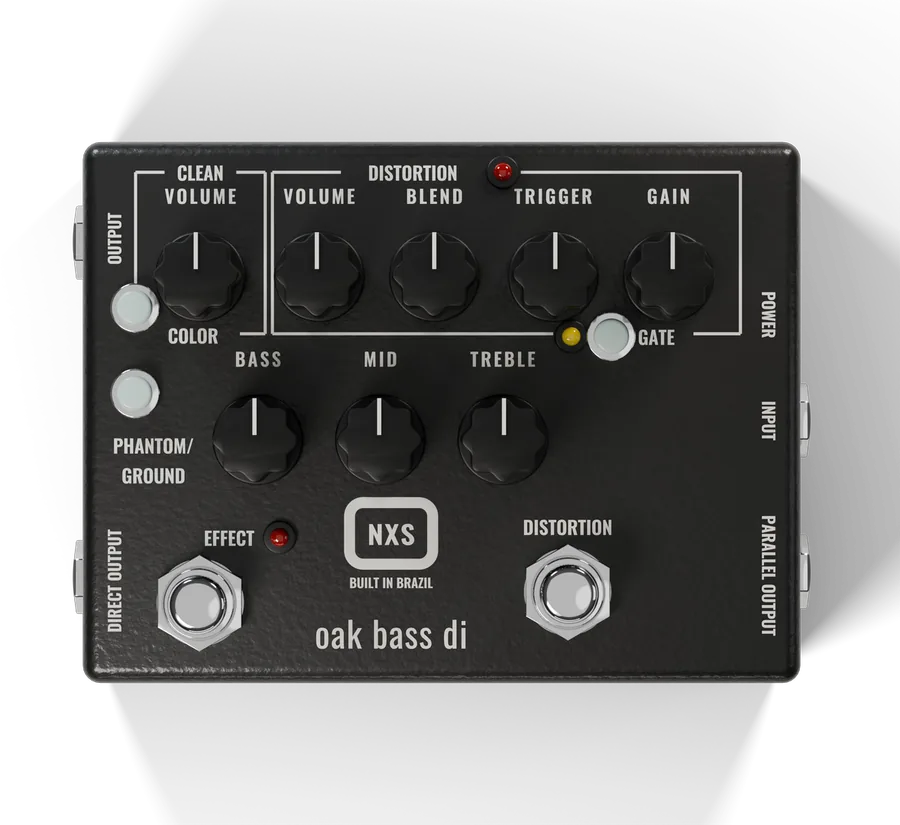 CLEAN
VOLUME
DISTORTION
VOLUME
BLEND
TRIGGER
GAIN
OUTPUT
COLOR
GATE
POWER
BASS
MID
TREBLE
INPUT
PHANTOM/
GROUND
EFFECT
NXS
BUILT IN BRAZIL
DISTORTION
DIRECT OUTPUT
oak bass di
PARALLEL OUTPUT